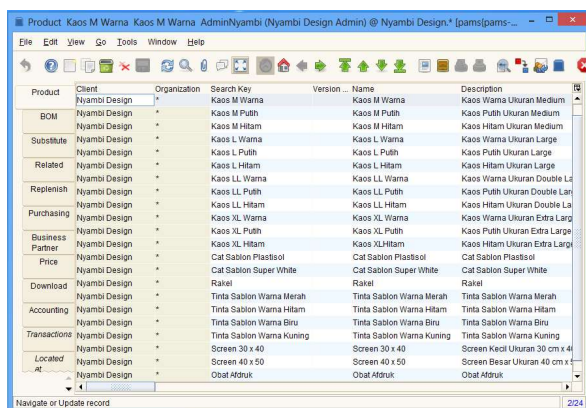 Product Kaos M Warna Kaos M Warna AdminNyambi (Nyambi Design Admin) @ Nyambi Design.* [pams{pams-...
File Edit View Go Tools Window Help
Product
BOM
Substitute
Related
Replenish
Purchasing
Business
Partner
Price
Download
Accounting
Transactions
Located
at
Client Organization Search Key Version ... Name Description
Nyambi Design * Kaos M Warna Kaos M Warna Kaos Warna Ukuran Medium
Nyambi Design * Kaos M Putih Kaos M Putih Kaos Putih Ukuran Medium
Nyambi Design * Kaos M Hitam Kaos M Hitam Kaos Hitam Ukuran Medium
Nyambi Design * Kaos L Warna Kaos L Warna Kaos Warna Ukuran Large
Nyambi Design * Kaos L Putih Kaos L Putih Kaos Putih Ukuran Large
Nyambi Design * Kaos L Hitam Kaos L Hitam Kaos Hitam Ukuran Large
Nyambi Design * Kaos LL Warna Kaos LL Warna Kaos Warna Ukuran Double La
Nyambi Design * Kaos LL Putih Kaos LL Putih Kaos Putih Ukuran Double Lar
Nyambi Design * Kaos LL Hitam Kaos LL Hitam Kaos Hitam Ukuran Double Lar
Nyambi Design * Kaos XL Warna Kaos XL Warna Kaos Warna Ukuran Extra Larg
Nyambi Design * Kaos XL Putih Kaos XL Putih Kaos Putih Ukuran Extra Large
Nyambi Design * Kaos XL Hitam Kaos XLHitam Kaos Hitam Ukuran Extra Large
Nyambi Design * Cat Sablon Plastisol Cat Sablon Plastisol Cat Sablon Plastisol
Nyambi Design * Cat Sablon Super White Cat Sablon Super White Cat Sablon Super White
Nyambi Design * Rakel Rakel Rakel
Nyambi Design * Tinta Sablon Warna Merah Tinta Sablon Warna Merah Tinta Sablon Warna Merah
Nyambi Design * Tinta Sablon Warna Hitam Tinta Sablon Warna Hitam Tinta Sablon Warna Hitam
Nyambi Design * Tinta Sablon Warna Biru Tinta Sablon Warna Biru Tinta Sablon Warna Biru
Nyambi Design * Tinta Sablon Warna Kuning Tinta Sablon Warna Kuning Tinta Sablon Warna Kuning
Nyambi Design * Screen 30 x 40 Screen 30 x 40 Screen Kecil Ukuran 30 cm x 4
Nyambi Design * Screen 40 x 50 Screen 40 x 50 Screen Besar Ukuran 40 cm x
Nyambi Design * Obat Afdruk Obat Afdruk Obat Afdruk
Navigate or Update record 2/24